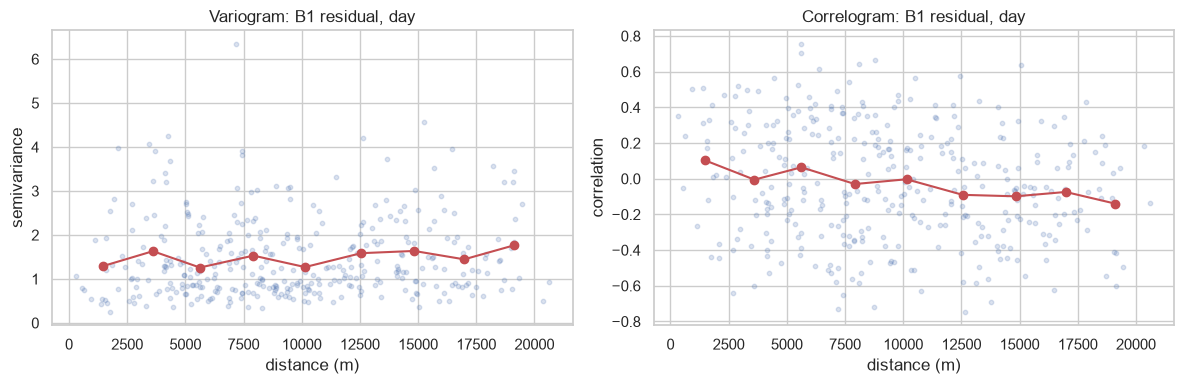 Variogram: B1 residual, day
semivariance
6
5
4
3
2
1
0
0 2500 5000 7500 10000 12500 15000 17500 20000
distance (m)
Correlogram: B1 residual, day
correlation
0.8
0.6
0.4
0.2
0.0
−0.2
−0.4
−0.6
−0.8
0 2500 5000 7500 10000 12500 15000 17500 20000
distance (m)